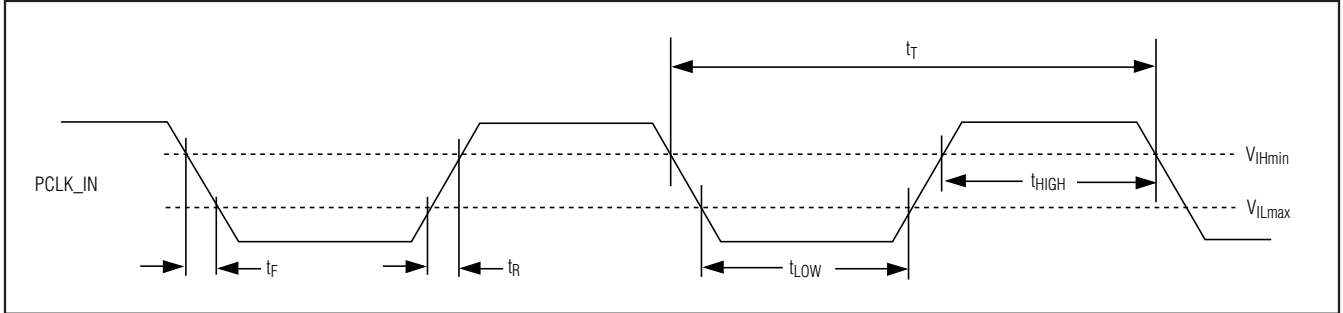 tT
VIHmin
PCLK_IN
tHIGH
VILmax
tF
tR
tLOW